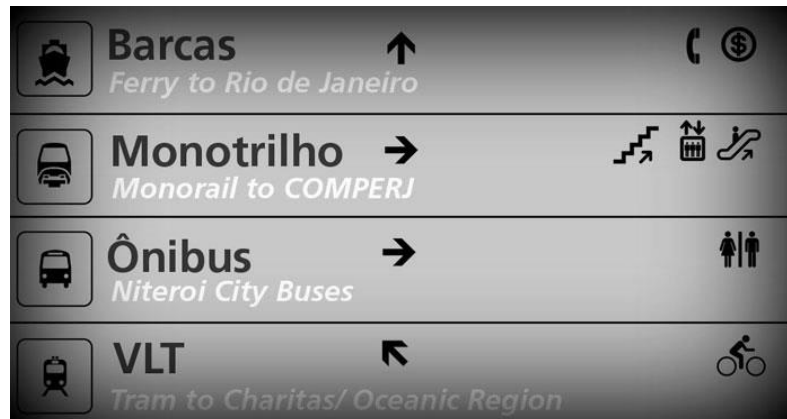 Barcas
Ferry to Rio de Janeiro
Monotrilho
Monorail to COMPERJ
Ônibus
Niteroi City Buses
VLT
Tram to Charitas/ Oceanic Region